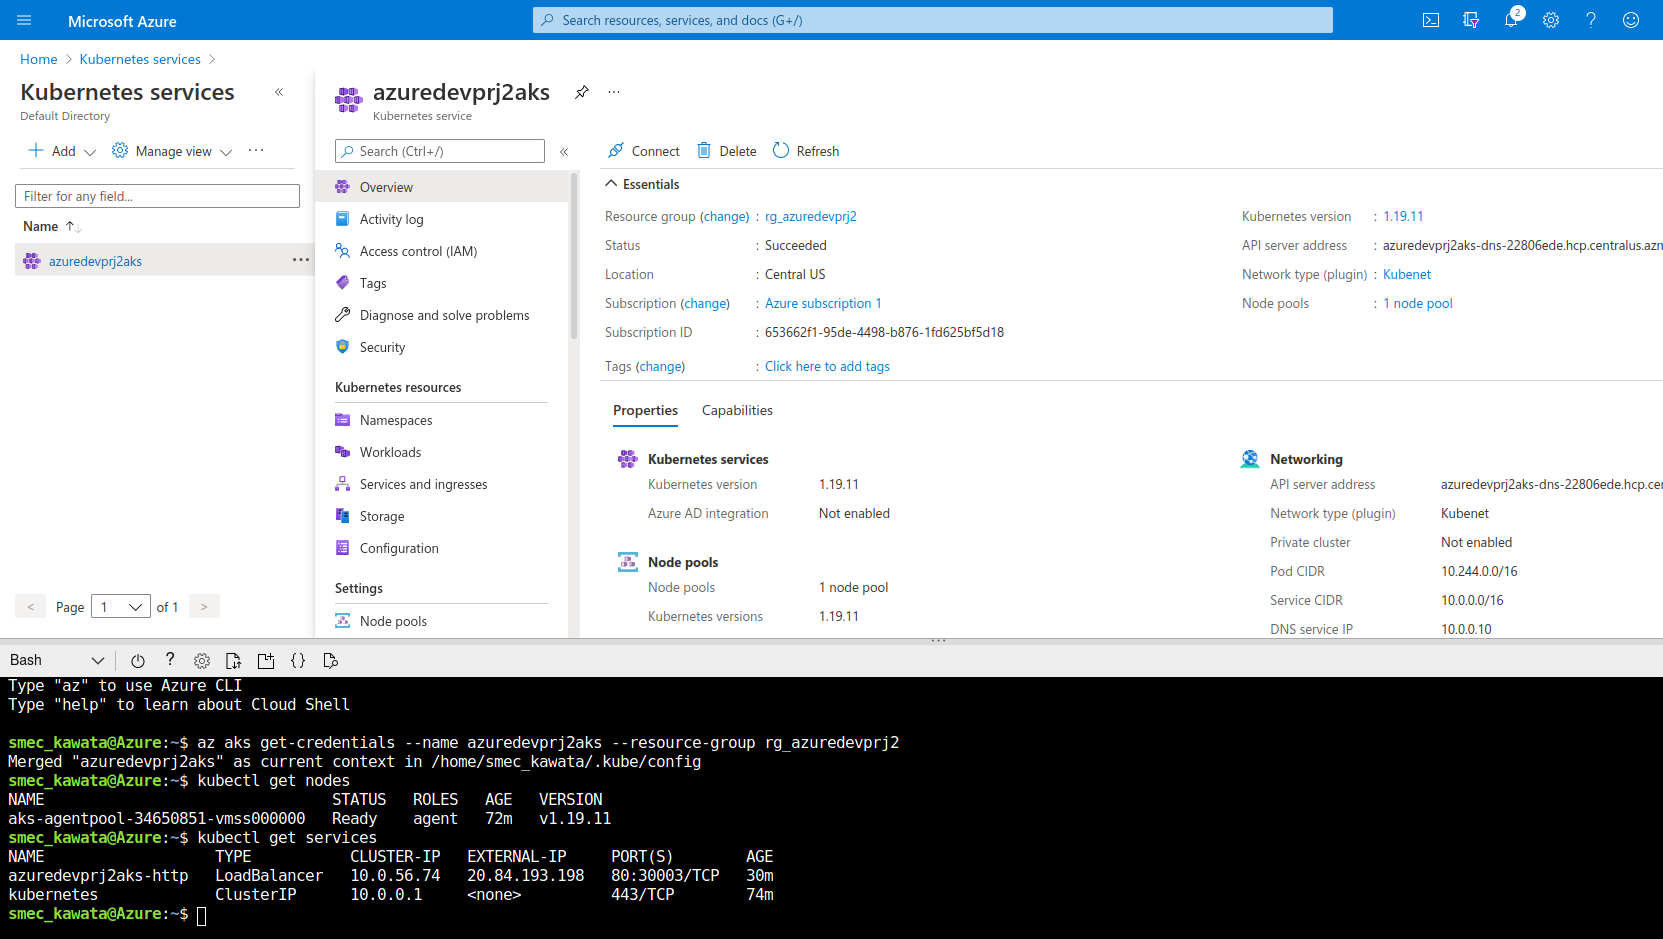 Microsoft Azure
Search resources, services, and docs (G+/)
2
Home > Kubernetes services >
Kubernetes services «
Default Directory
Add Manage view ...
Filter for any field...
Name ↑↓
azuredevprj2aks ...
< Page 1 of 1 >
azuredevprj2aks ...
Kubernetes service
Search (Ctrl+/) «
Overview
Activity log
Access control (IAM)
Tags
Diagnose and solve problems
Security
Kubernetes resources
Namespaces
Workloads
Services and ingresses
Storage
Configuration
Settings
Node pools
Connect Delete Refresh
Essentials
Resource group (change) : rg_azuredevprj2
Status : Succeeded
Location : Central US
Subscription (change) : Azure subscription 1
Subscription ID : 653662f1-95de-4498-b876-1fd625bf5d18
Tags (change) : Click here to add tags
Kubernetes version : 1.19.11
API server address : azuredevprj2aks-dns-22806ede.hcp.centralus.azm
Network type (plugin) : Kubenet
Node pools : 1 node pool
Properties Capabilities
Kubernetes services
Kubernetes version 1.19.11
Azure AD integration Not enabled
Node pools
Node pools 1 node pool
Kubernetes versions 1.19.11
Networking
API server address azuredevprj2aks-dns-22806ede.hcp.cer
Network type (plugin) Kubenet
Private cluster Not enabled
Pod CIDR 10.244.0.0/16
Service CIDR 10.0.0.0/16
DNS service IP 10.0.0.10
Bash ? {}
Type "az" to use Azure CLI
Type "help" to learn about Cloud Shell
smec_kawata@Azure:~$ az aks get-credentials --name azuredevprj2aks --resource-group rg_azuredevprj2
Merged "azuredevprj2aks" as current context in /home/smec_kawata/.kube/config
smec_kawata@Azure:~$ kubectl get nodes
NAME STATUS ROLES AGE VERSION
aks-agentpool-34650851-vmss000000 Ready agent 72m v1.19.11
smec_kawata@Azure:~$ kubectl get services
NAME TYPE CLUSTER-IP EXTERNAL-IP PORT(S) AGE
azuredevprj2aks-http LoadBalancer 10.0.56.74 20.84.193.198 80:30003/TCP 30m
kubernetes ClusterIP 10.0.0.1 <none> 443/TCP 74m
smec_kawata@Azure:~$